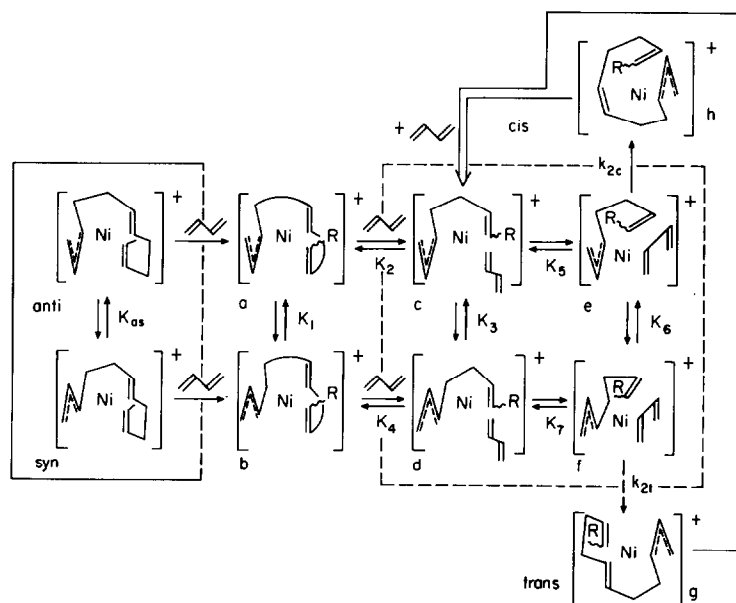 +
R
Ni
h
+
cis
k2c
+
+
+
+
Ni
Ni
R
Ni
R
R
Ni
anti
Kas
a
K1
K2
c
K3
K5
e
K6
+
+
+
+
Ni
Ni
R
Ni
R
R
Ni
syn
b
K4
d
K7
f
k2t
+
R
Ni
trans
g